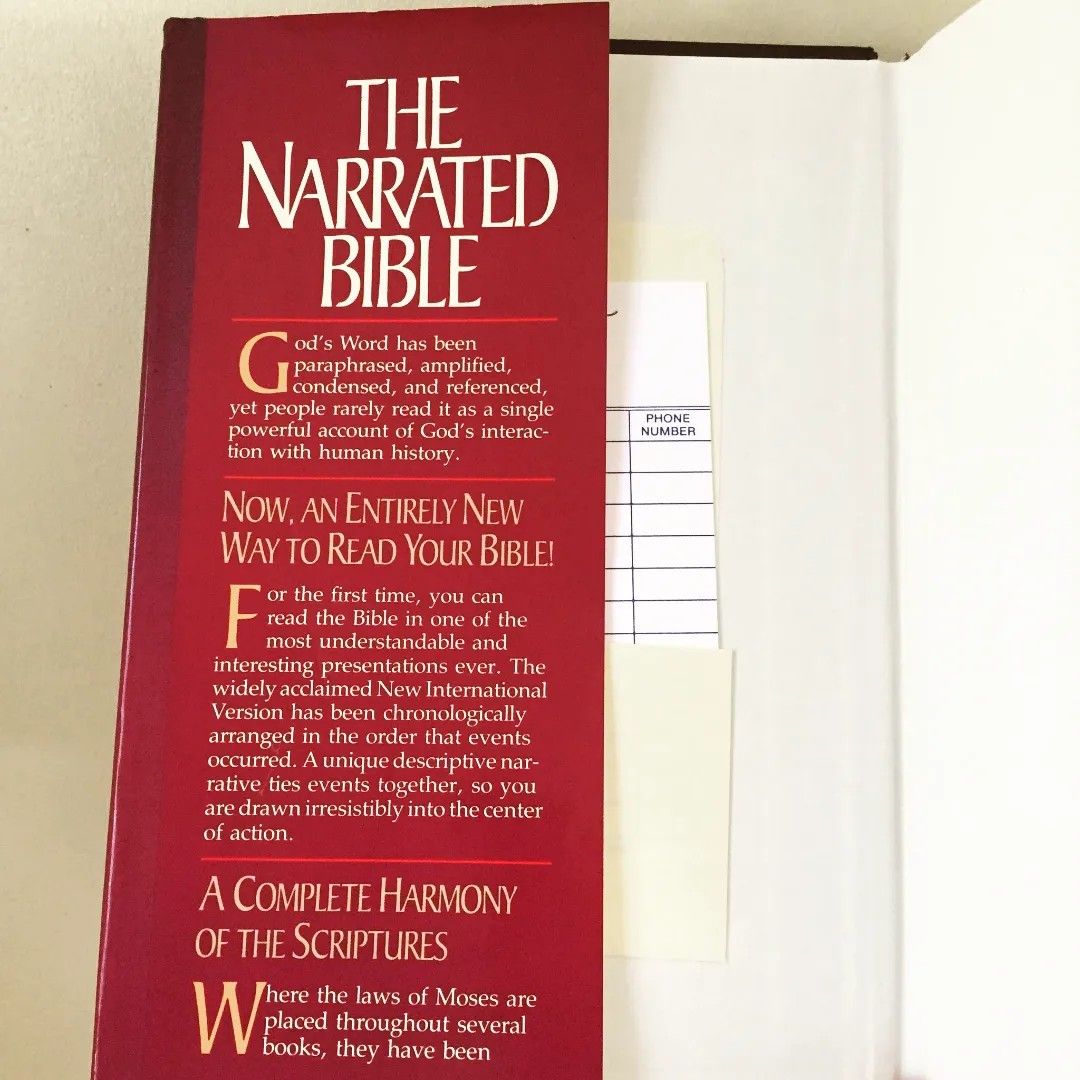 THE
NARRATED
BIBLE
God's Word has been
paraphrased, amplified,
condensed, and referenced,
yet people rarely read it as a single
powerful account of God's interac-
tion with human history.
NOW, AN ENTIRELY NEW
WAY TO READ YOUR BIBLE!
For the first time, you can
read the Bible in one of the
most understandable and
interesting presentations ever. The
widely acclaimed New International
Version has been chronologically
arranged in the order that events
occurred. A unique descriptive nar-
rative ties events together, so you
are drawn irresistibly into the center
of action.
A COMPLETE HARMONY
OF THE SCRIPTURES
Where the laws of Moses are
placed throughout several
books, they have been
PHONE
NUMBER